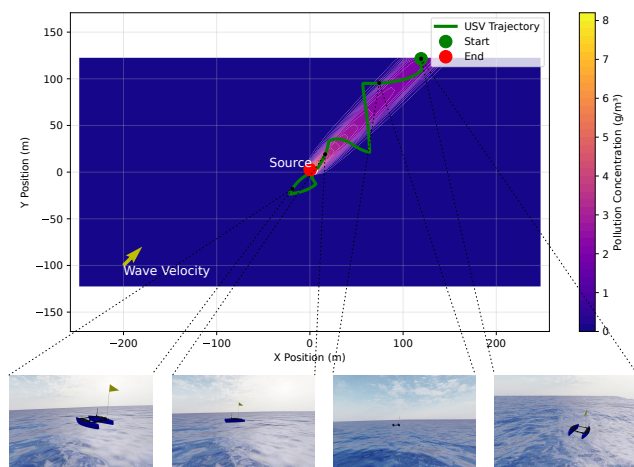 USV Trajectory
Start
End
150
100
50
0
−50
−100
−150
Y Position (m)
Source
Wave Velocity
−200
−100
0
100
200
X Position (m)
8
7
6
5
4
3
2
1
0
Pollution Concentration (g/m³)